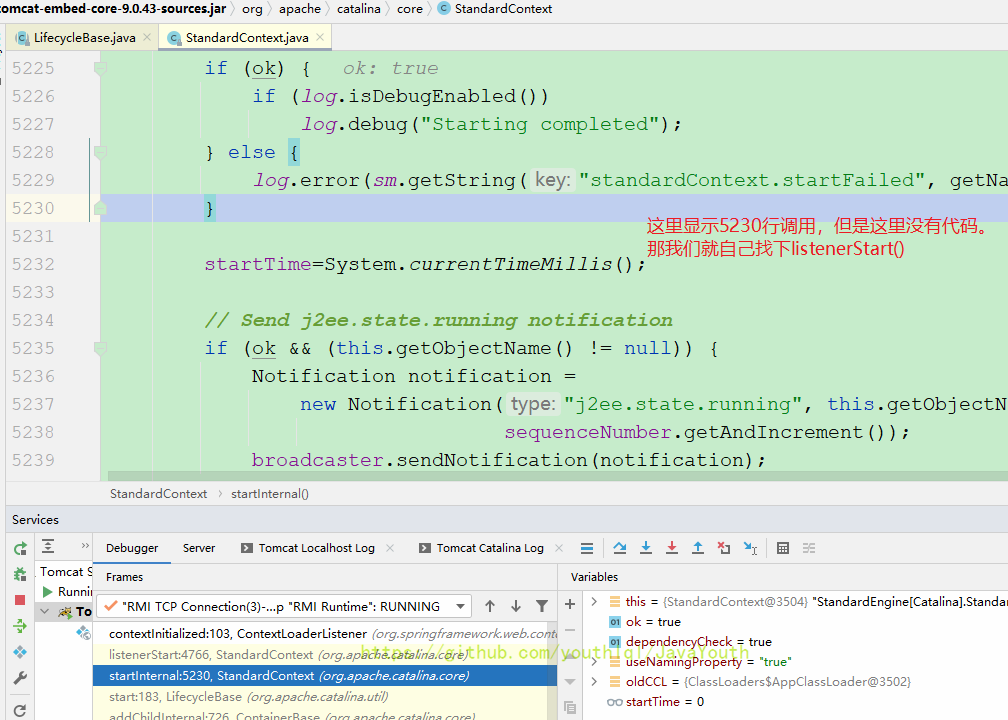 tomcat-embed-core-9.0.43-sources.jar org apache catalina core StandardContext
LifecycleBase.java StandardContext.java
5225 if (ok) { ok: true
5226 if (log.isDebugEnabled())
5227 log.debug("Starting completed");
5228 } else {
5229 log.error(sm.getString( key: "standardContext.startFailed", getNa
5230 }
这里显示5230行调用，但是这里没有代码。
5231
那我们就自己找下listenerStart()
5232 startTime=System.currentTimeMillis();
5233
5234 // Send j2ee.state.running notification
5235 if (ok && (this.getObjectName() != null)) {
5236 Notification notification =
5237 new Notification( type: "j2ee.state.running", this.getObjectN
5238 sequenceNumber.getAndIncrement());
5239 broadcaster.sendNotification(notification);
StandardContext startInternal()
Services
Debugger Server Tomcat Localhost Log Tomcat Catalina Log
Tomcat S
Frames Variables
Runni
"RMI TCP Connection(3)-...p "RMI Runtime": RUNNING
this = {StandardContext@3504} "StandardEngine[Catalina].Standa
To
ok = true
contextInitialized:103, ContextLoaderListener (org.springframework.web.conte
dependencyCheck = true
listenerStart:4766, StandardContext (org.apache.catalina.core)
https://github.com/youthlql/JavaYouth
useNamingProperty = "true"
startInternal:5230, StandardContext (org.apache.catalina.core)
oldCCL = {ClassLoaders$AppClassLoader@3502}
start:183, LifecycleBase (org.apache.catalina.util)
startTime = 0
addChildInternal:726, ContainerBase (org.apache.catalina.core)